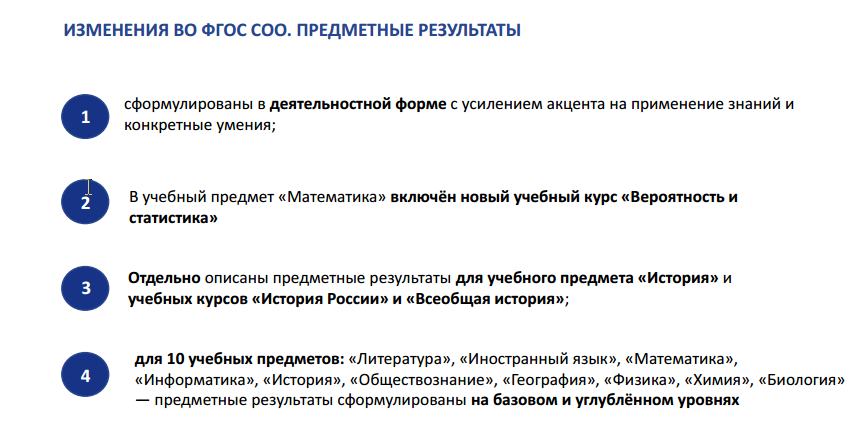 ИЗМЕНЕНИЯ ВО ФГОС СОО. ПРЕДМЕТНЫЕ РЕЗУЛЬТАТЫ
1
сформулированы в деятельностной форме с усилением акцента на применение знаний и
конкретные умения;
2
В учебный предмет «Математика» включён новый учебный курс «Вероятность и
статистика»
3
Отдельно описаны предметные результаты для учебного предмета «История» и
учебных курсов «История России» и «Всеобщая история»;
4
для 10 учебных предметов: «Литература», «Иностранный язык», «Математика»,
«Информатика», «История», «Обществознание», «География», «Физика», «Химия», «Биология»
— предметные результаты сформулированы на базовом и углублённом уровнях